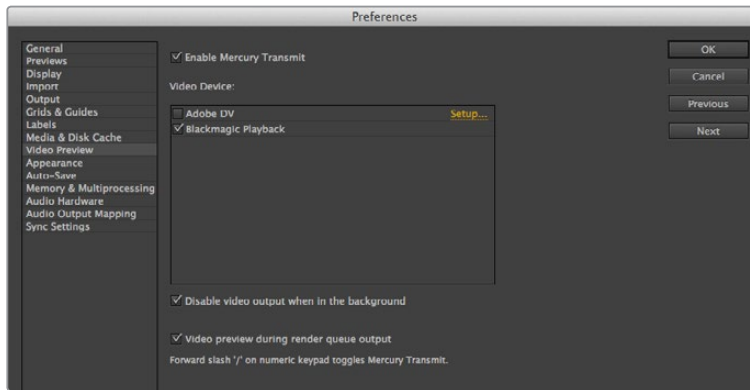 Preferences
General
Previews
Display
Import
Output
Grids & Guides
Labels
Media & Disk Cache
Video Preview
Appearance
Auto-Save
Memory & Multiprocessing
Audio Hardware
Audio Output Mapping
Sync Settings
Enable Mercury Transmit
Video Device:
Adobe DV Setup...
Blackmagic Playback
Disable video output when in the background
Video preview during render queue output
Forward slash '/' on numeric keypad toggles Mercury Transmit.
OK
Cancel
Previous
Next